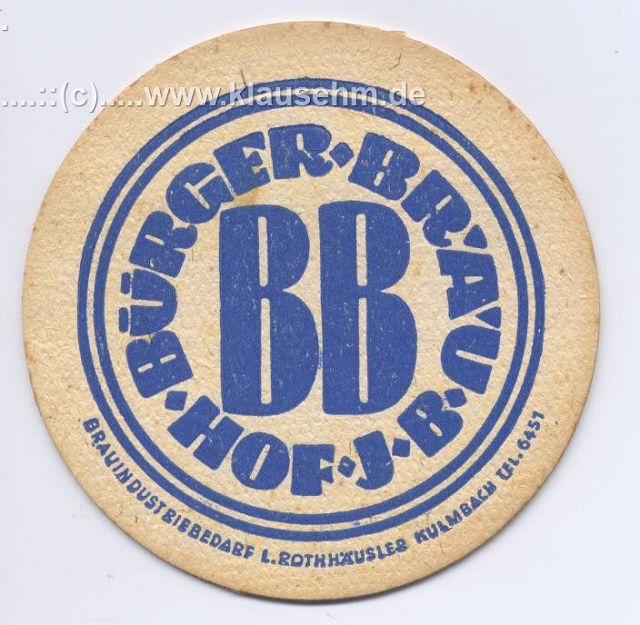 .....::(c).....www.klausehm.de
BÜRGER·BRÄU
BB
·HOF·J·B·
BRAUINDUSTRIEBEDARF L.ROTHHÄUSLER KULMBACH TEL.6451